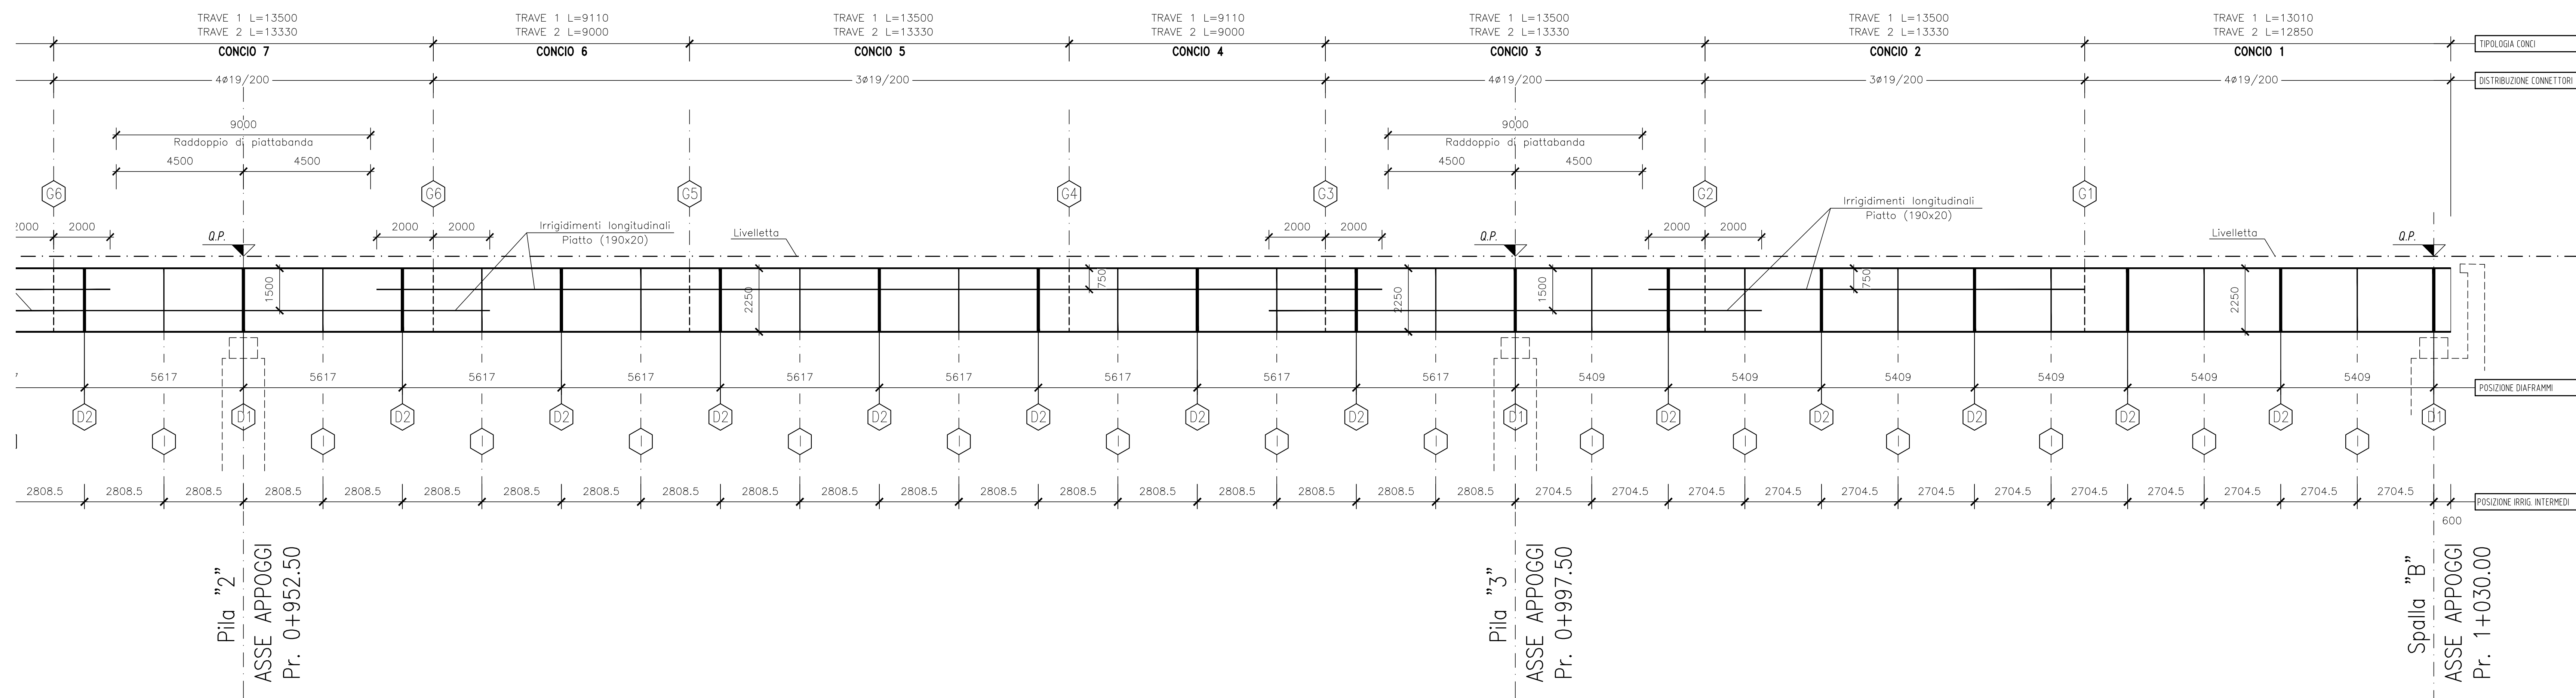 TRAVE 1 L=13500
TRAVE 2 L=13330
CONCIO 7
TRAVE 1 L=9110
TRAVE 2 L=9000
CONCIO 6
TRAVE 1 L=13500
TRAVE 2 L=13330
CONCIO 5
TRAVE 1 L=9110
TRAVE 2 L=9000
CONCIO 4
TRAVE 1 L=13500
TRAVE 2 L=13330
CONCIO 3
TRAVE 1 L=13500
TRAVE 2 L=13330
CONCIO 2
TRAVE 1 L=13010
TRAVE 2 L=12850
CONCIO 1
TIPOLOGIA CONCI
4ø19/200
3ø19/200
4ø19/200
3ø19/200
4ø19/200
DISTRIBUZIONE CONNETTORI
9000
Raddoppio di piattabanda
4500 4500
9000
Raddoppio di piattabanda
4500 4500
G6 G6 G5 G4 G3 G2 G1
2000 2000
2000 2000
Irrigidimenti longitudinali
Piatto (190x20)
2000 2000
2000 2000
Irrigidimenti longitudinali
Piatto (190x20)
Q.P.
Livelletta
Q.P.
Livelletta
Q.P.
1500
2250
750
2250
1500
750
2250
5617 5617 5617 5617 5617 5617 5617 5617 5617 5409 5409 5409 5409 5409 5409
POSIZIONE DIAFRAMMI
D2 D1 D2 D2 D2 D2 D2 D2 D2 D1 D2 D2 D2 D2 D2 D1
I I I I I I I I I I I I I I I
2808.5 2808.5 2808.5 2808.5 2808.5 2808.5 2808.5 2808.5 2808.5 2808.5 2808.5 2808.5 2808.5 2808.5 2808.5 2808.5 2808.5 2808.5 2808.5 2704.5 2704.5 2704.5 2704.5 2704.5 2704.5 2704.5 2704.5 2704.5 2704.5 2704.5 2704.5
POSIZIONE IRRIG. INTERMEDI
600
Pila "2"
ASSE APPOGGI
Pr. 0+952.50
Pila "3"
ASSE APPOGGI
Pr. 0+997.50
Spalla "B"
ASSE APPOGGI
Pr. 1+030.00